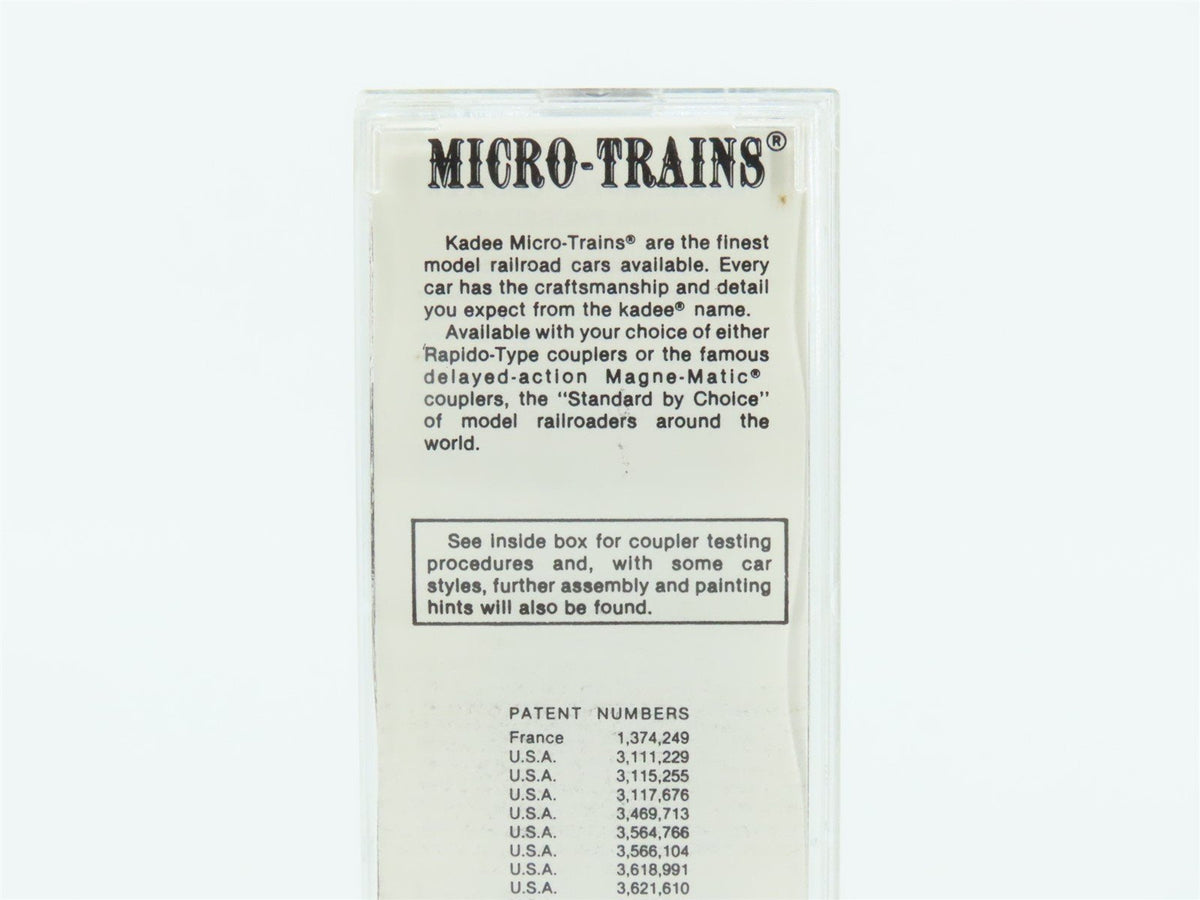 MICRO-TRAINS®
Kadee Micro-Trains® are the finest
model railroad cars available. Every
car has the craftsmanship and detail
you expect from the kadee® name.
Available with your choice of either
Rapido-Type couplers or the famous
delayed-action Magne-Matic®
couplers, the "Standard by Choice"
of model railroaders around the
world.
See inside box for coupler testing
procedures and, with some car
styles, further assembly and painting
hints will also be found.
PATENT NUMBERS
France 1,374,249
U.S.A. 3,111,229
U.S.A. 3,115,255
U.S.A. 3,117,676
U.S.A. 3,469,713
U.S.A. 3,564,766
U.S.A. 3,566,104
U.S.A. 3,618,991
U.S.A. 3,621,610